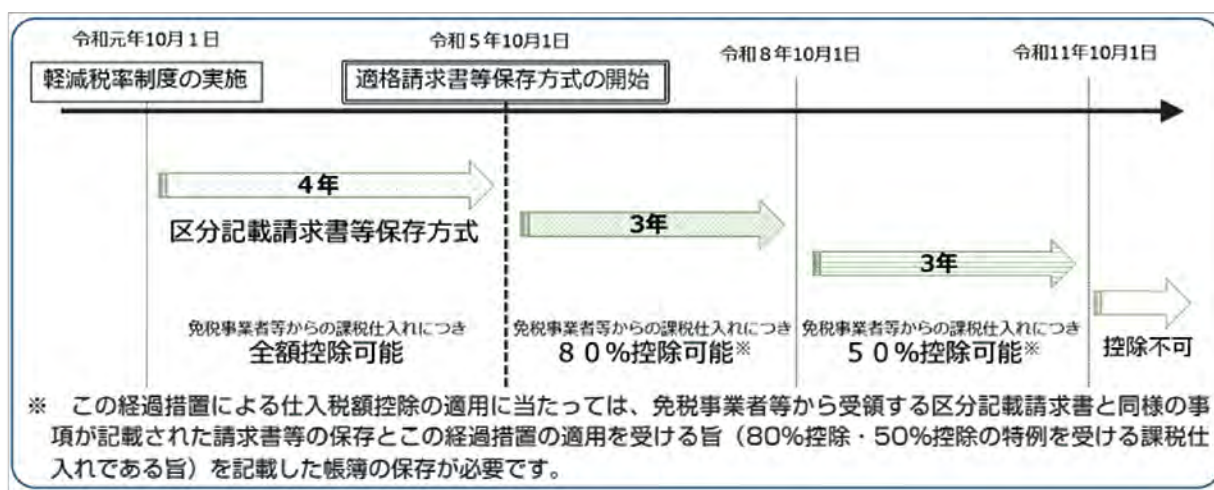 令和元年10月１日
令和５年10月1日
令和８年10月1日
令和11年10月1日
軽減税率制度の実施
適格請求書等保存方式の開始
４年
区分記載請求書等保存方式
3年
3年
免税事業者等からの課税仕入れにつき
全額控除可能
免税事業者等からの課税仕入れにつき
８０％控除可能※
免税事業者等からの課税仕入れにつき
５０％控除可能※
控除不可
※　この経過措置による仕入税額控除の適用に当たっては、免税事業者等から受領する区分記載請求書と同様の事
項が記載された請求書等の保存とこの経過措置の適用を受ける旨（80%控除・50%控除の特例を受ける課税仕
入れである旨）を記載した帳簿の保存が必要です。